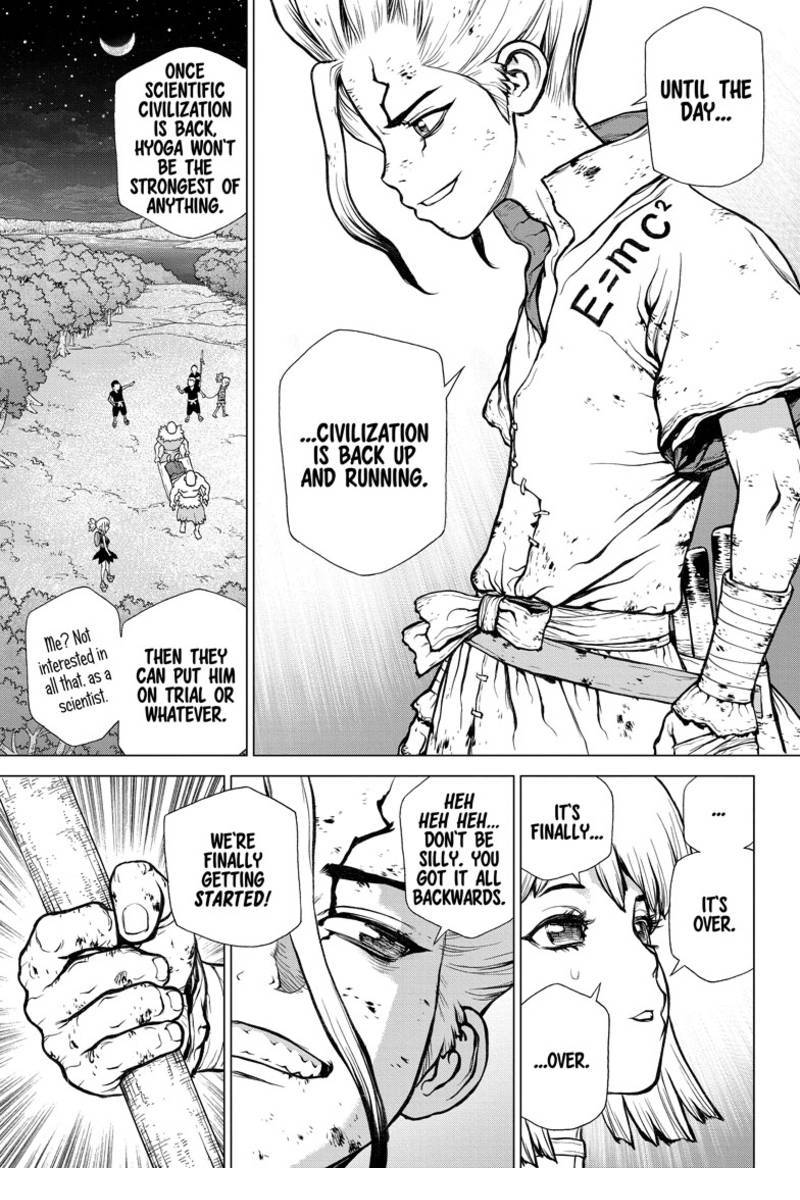 UNTIL THE
DAY...
E=mc²
...CIVILIZATION
IS BACK UP
AND RUNNING.
ONCE
SCIENTIFIC
CIVILIZATION
IS BACK,
HYOGA WON'T
BE THE
STRONGEST OF
ANYTHING.
THEN THEY
CAN PUT HIM
ON TRIAL OR
WHATEVER.
Me? Not
interested in
all that, as a
scientist.
...
IT'S
OVER.
IT'S
FINALLY...
...OVER.
HEH
HEH HEH...
DON'T BE
SILLY. YOU
GOT IT ALL
BACKWARDS.
WE'RE
FINALLY
GETTING
STARTED!